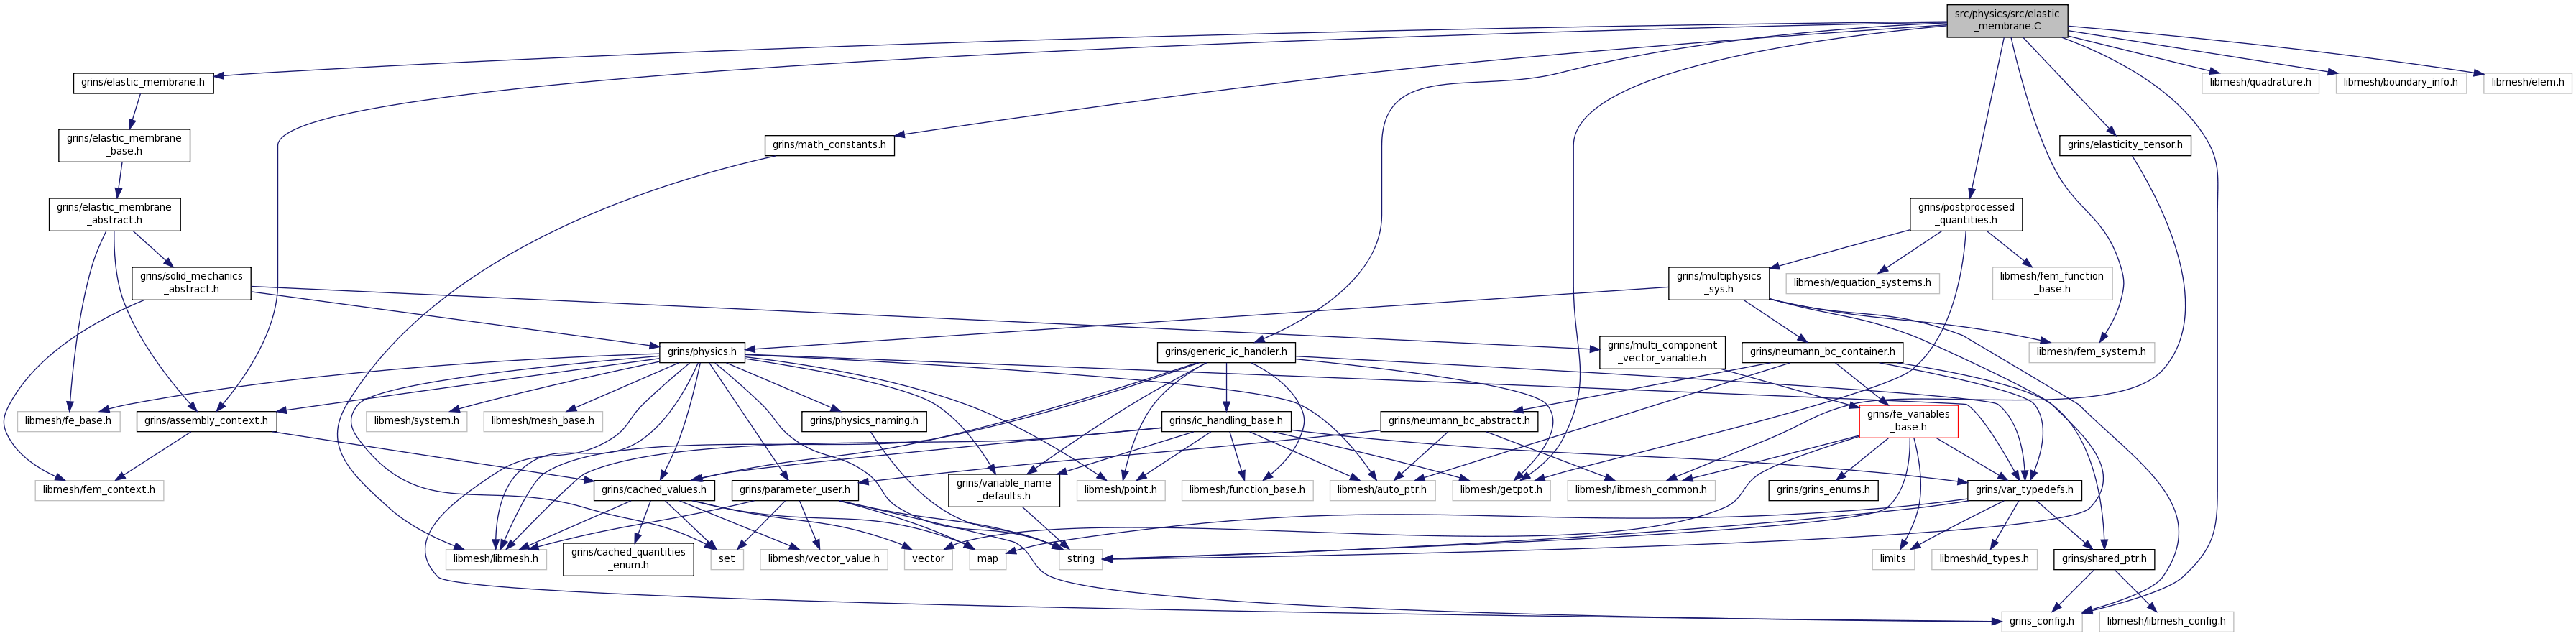 src/physics/src/elastic
_membrane.C
grins/elastic_membrane.h
libmesh/quadrature.h
libmesh/boundary_info.h
libmesh/elem.h
grins/elastic_membrane
_base.h
grins/math_constants.h
grins/elasticity_tensor.h
grins/elastic_membrane
_abstract.h
grins/postprocessed
_quantities.h
grins/solid_mechanics
_abstract.h
grins/multiphysics
_sys.h
libmesh/equation_systems.h
libmesh/fem_function
_base.h
grins/physics.h
grins/generic_ic_handler.h
grins/multi_component
_vector_variable.h
grins/neumann_bc_container.h
libmesh/fem_system.h
libmesh/fe_base.h
grins/assembly_context.h
libmesh/system.h
libmesh/mesh_base.h
grins/physics_naming.h
grins/ic_handling_base.h
grins/neumann_bc_abstract.h
grins/fe_variables
_base.h
libmesh/fem_context.h
grins/cached_values.h
grins/parameter_user.h
grins/variable_name
_defaults.h
libmesh/point.h
libmesh/function_base.h
libmesh/auto_ptr.h
libmesh/getpot.h
libmesh/libmesh_common.h
grins/grins_enums.h
grins/var_typedefs.h
libmesh/libmesh.h
grins/cached_quantities
_enum.h
set
libmesh/vector_value.h
vector
map
string
limits
libmesh/id_types.h
grins/shared_ptr.h
grins_config.h
libmesh/libmesh_config.h